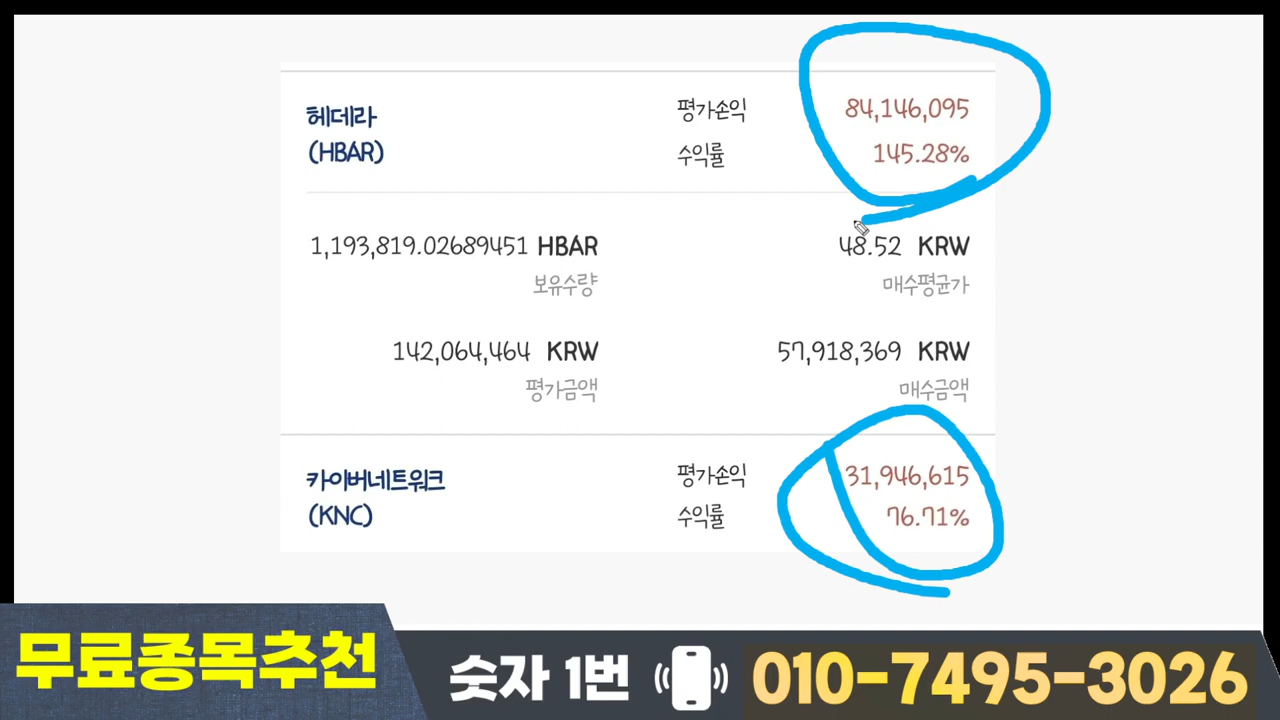 헤데라
(HBAR)
평가손익 84,146,095
수익률 145.28%
1,193,819.02689451 HBAR
보유수량
48.52 KRW
매수평균가
142,064,464 KRW
평가금액
57,918,369 KRW
매수금액
카이버네트워크
(KNC)
평가손익 31,946,615
수익률 76.71%
무료종목추천
숫자 1번 010-7495-3026